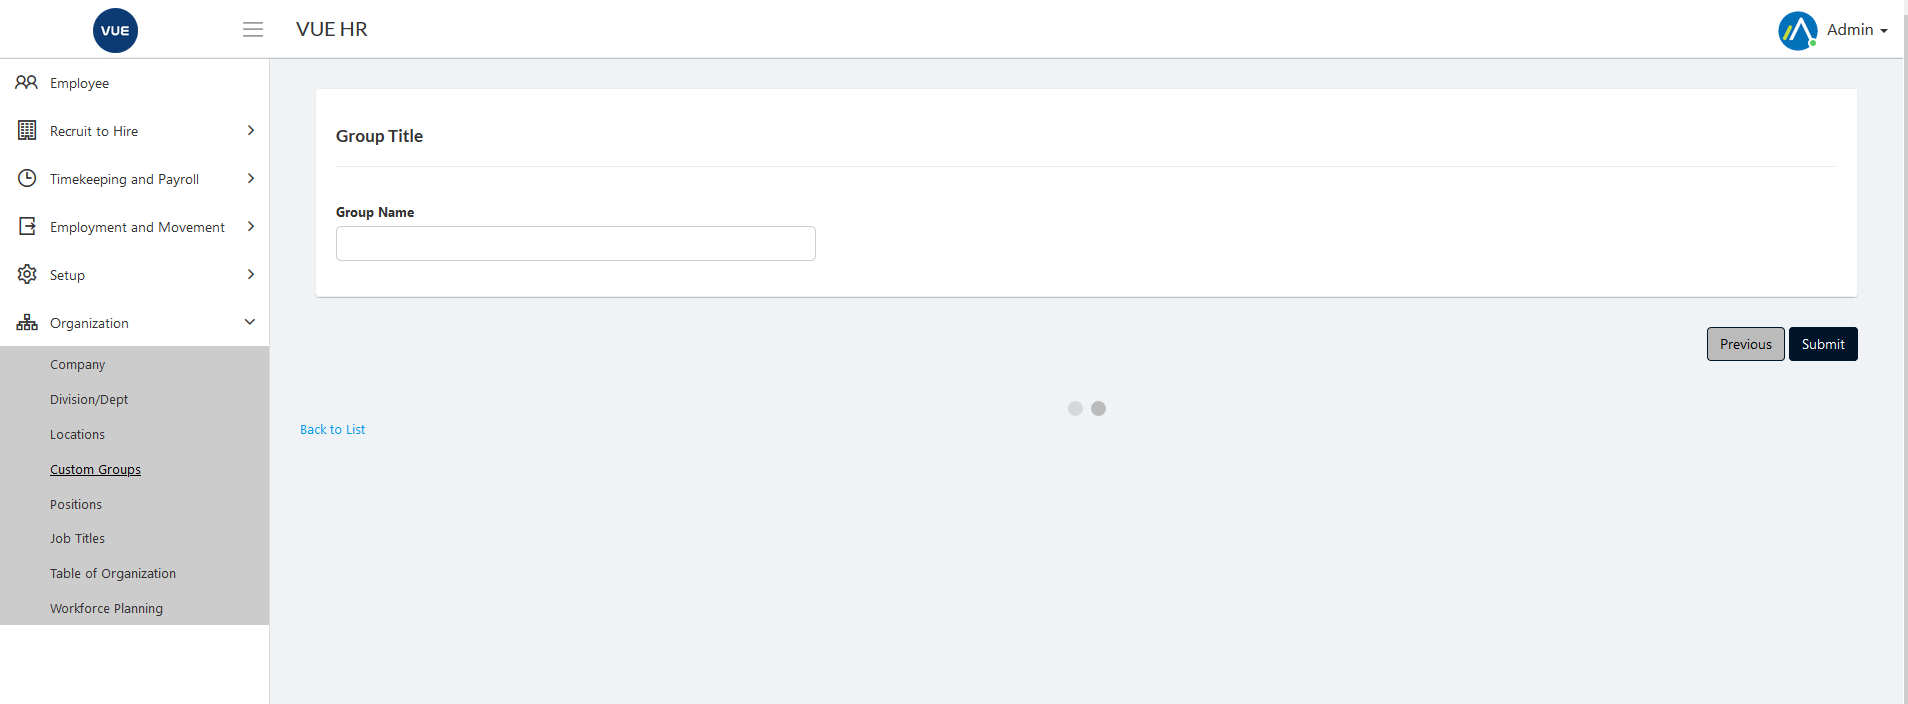 VUE
VUE HR
Admin
Employee
Recruit to Hire
Timekeeping and Payroll
Employment and Movement
Setup
Organization
Company
Division/Dept
Locations
Custom Groups
Positions
Job Titles
Table of Organization
Workforce Planning
Group Title
Group Name
Previous
Submit
Back to List